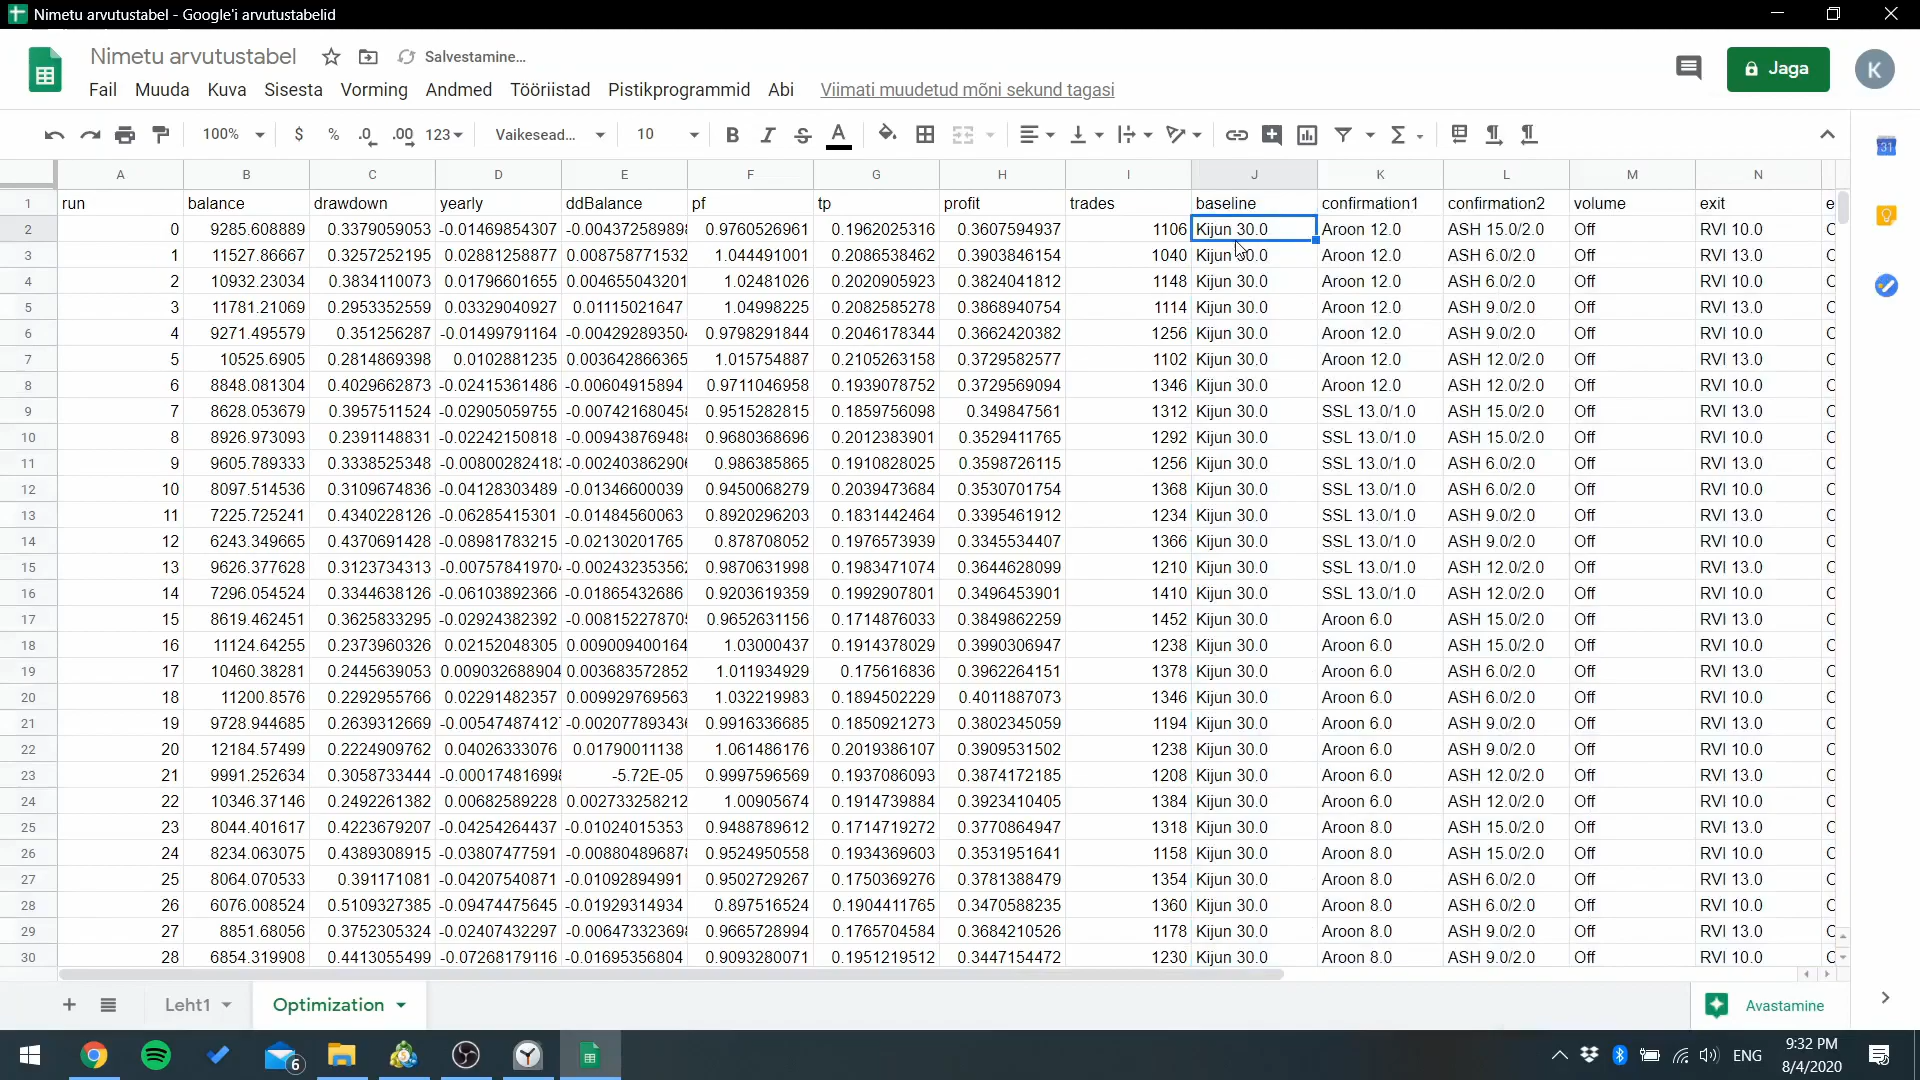 Nimetu arvutustabel - Google'i arvutustabelid
Nimetu arvutustabel Salvestamine...
Fail Muuda Kuva Sisesta Vorming Andmed Tööriistad Pistikprogrammid Abi Viimati muudetud mõni sekund tagasi
Jaga K
100% $ % .0 .00 123 Vaikesead... 10 B I S A
31
A B C D E F G H I J K L M N
1 run balance drawdown yearly ddBalance pf tp profit trades baseline confirmation1 confirmation2 volume exit e
2 0 9285.608889 0.3379059053 -0.01469854307 -0.00437258989 0.9760526961 0.1962025316 0.3607594937 1106 Kijun 30.0 Aroon 12.0 ASH 15.0/2.0 Off RVI 10.0 C
3 1 11527.86667 0.3257252195 0.02881258877 0.008758771532 1.044491001 0.2086538462 0.3903846154 1040 Kijun 30.0 Aroon 12.0 ASH 6.0/2.0 Off RVI 13.0 C
4 2 10932.23034 0.3834110073 0.01796601655 0.004655043201 1.02481026 0.2020905923 0.3824041812 1148 Kijun 30.0 Aroon 12.0 ASH 6.0/2.0 Off RVI 10.0 C
5 3 11781.21069 0.2953352559 0.03329040927 0.01115021647 1.04998225 0.2082585278 0.3868940754 1114 Kijun 30.0 Aroon 12.0 ASH 9.0/2.0 Off RVI 13.0 C
6 4 9271.495579 0.351256287 -0.01499791164 -0.00429289350 0.9798291844 0.2046178344 0.3662420382 1256 Kijun 30.0 Aroon 12.0 ASH 9.0/2.0 Off RVI 10.0 C
7 5 10525.6905 0.2814869398 0.0102881235 0.003642866365 1.015754887 0.2105263158 0.3729582577 1102 Kijun 30.0 Aroon 12.0 ASH 12.0/2.0 Off RVI 13.0 C
8 6 8848.081304 0.4029662873 -0.02415361486 -0.00604915894 0.9711046958 0.1939078752 0.3729569094 1346 Kijun 30.0 Aroon 12.0 ASH 12.0/2.0 Off RVI 10.0 C
9 7 8628.053679 0.3957511524 -0.02905059755 -0.00742168045 0.9515282815 0.1859756098 0.349847561 1312 Kijun 30.0 SSL 13.0/1.0 ASH 15.0/2.0 Off RVI 13.0 C
10 8 8926.973093 0.2391148831 -0.02242150818 -0.00943876948 0.9680368696 0.2012383901 0.3529411765 1292 Kijun 30.0 SSL 13.0/1.0 ASH 15.0/2.0 Off RVI 10.0 C
11 9 9605.789333 0.3338525348 -0.00800282418 -0.00240386290 0.986385865 0.1910828025 0.3598726115 1256 Kijun 30.0 SSL 13.0/1.0 ASH 6.0/2.0 Off RVI 13.0 C
12 10 8097.514536 0.3109674836 -0.04128303489 -0.01346600039 0.9450068279 0.2039473684 0.3530701754 1368 Kijun 30.0 SSL 13.0/1.0 ASH 6.0/2.0 Off RVI 10.0 C
13 11 7225.725241 0.4340228126 -0.06285415301 -0.01484560063 0.8920296203 0.1831442464 0.3395461912 1234 Kijun 30.0 SSL 13.0/1.0 ASH 9.0/2.0 Off RVI 13.0 C
14 12 6243.349665 0.4370691428 -0.08981783215 -0.02130201765 0.878708052 0.1976573939 0.3345534407 1366 Kijun 30.0 SSL 13.0/1.0 ASH 9.0/2.0 Off RVI 10.0 C
15 13 9626.377628 0.3123734313 -0.00757841970 -0.00243235356 0.9870631998 0.1983471074 0.3644628099 1210 Kijun 30.0 SSL 13.0/1.0 ASH 12.0/2.0 Off RVI 13.0 C
16 14 7296.054524 0.3344638126 -0.06103892366 -0.01865432686 0.9203619359 0.1992907801 0.3496453901 1410 Kijun 30.0 SSL 13.0/1.0 ASH 12.0/2.0 Off RVI 10.0 C
17 15 8619.462451 0.3625833295 -0.02924382392 -0.00815227870 0.9652631156 0.1714876033 0.3849862259 1452 Kijun 30.0 Aroon 6.0 ASH 15.0/2.0 Off RVI 13.0 C
18 16 11124.64255 0.2373960326 0.02152048305 0.009009400164 1.03000437 0.1914378029 0.3990306947 1238 Kijun 30.0 Aroon 6.0 ASH 15.0/2.0 Off RVI 10.0 C
19 17 10460.38281 0.2445639053 0.009032688904 0.003683572852 1.011934929 0.175616836 0.3962264151 1378 Kijun 30.0 Aroon 6.0 ASH 6.0/2.0 Off RVI 13.0 C
20 18 11200.8576 0.2292955766 0.02291482357 0.009929769563 1.032219983 0.1894502229 0.4011887073 1346 Kijun 30.0 Aroon 6.0 ASH 6.0/2.0 Off RVI 10.0 C
21 19 9728.944685 0.2639312669 -0.00547487412 -0.00207789343 0.9916336685 0.1850921273 0.3802345059 1194 Kijun 30.0 Aroon 6.0 ASH 9.0/2.0 Off RVI 13.0 C
22 20 12184.57499 0.2224909762 0.04026333076 0.01790011138 1.061486176 0.2019386107 0.3909531502 1238 Kijun 30.0 Aroon 6.0 ASH 9.0/2.0 Off RVI 10.0 C
23 21 9991.252634 0.3058733444 -0.000174816998 -5.72E-05 0.9997596569 0.1937086093 0.3874172185 1208 Kijun 30.0 Aroon 6.0 ASH 12.0/2.0 Off RVI 13.0 C
24 22 10346.37146 0.2492261382 0.00682589228 0.002733258212 1.00905674 0.1914739884 0.3923410405 1384 Kijun 30.0 Aroon 6.0 ASH 12.0/2.0 Off RVI 10.0 C
25 23 8044.401617 0.4223679207 -0.04254264437 -0.01024015353 0.9488789612 0.1714719272 0.3770864947 1318 Kijun 30.0 Aroon 8.0 ASH 15.0/2.0 Off RVI 13.0 C
26 24 8234.063075 0.4389308915 -0.03807477591 -0.00880489687 0.9524950558 0.1934369603 0.3531951641 1158 Kijun 30.0 Aroon 8.0 ASH 15.0/2.0 Off RVI 10.0 C
27 25 8064.070533 0.391171081 -0.04207540871 -0.01092894991 0.9502729267 0.1750369276 0.3781388479 1354 Kijun 30.0 Aroon 8.0 ASH 6.0/2.0 Off RVI 13.0 C
28 26 6076.008524 0.5109327385 -0.09474475645 -0.01929314934 0.897516524 0.1904411765 0.3470588235 1360 Kijun 30.0 Aroon 8.0 ASH 6.0/2.0 Off RVI 10.0 C
29 27 8851.68056 0.3752305324 -0.02407432297 -0.00647332369 0.9665728994 0.1765704584 0.3684210526 1178 Kijun 30.0 Aroon 8.0 ASH 9.0/2.0 Off RVI 13.0 C
30 28 6854.319908 0.4413055499 -0.07268179116 -0.01695356804 0.9093280071 0.1951219512 0.3447154472 1230 Kijun 30.0 Aroon 8.0 ASH 9.0/2.0 Off RVI 10.0 C
Leht1 Optimization Avastamine
6 ENG 9:32 PM
8/4/2020